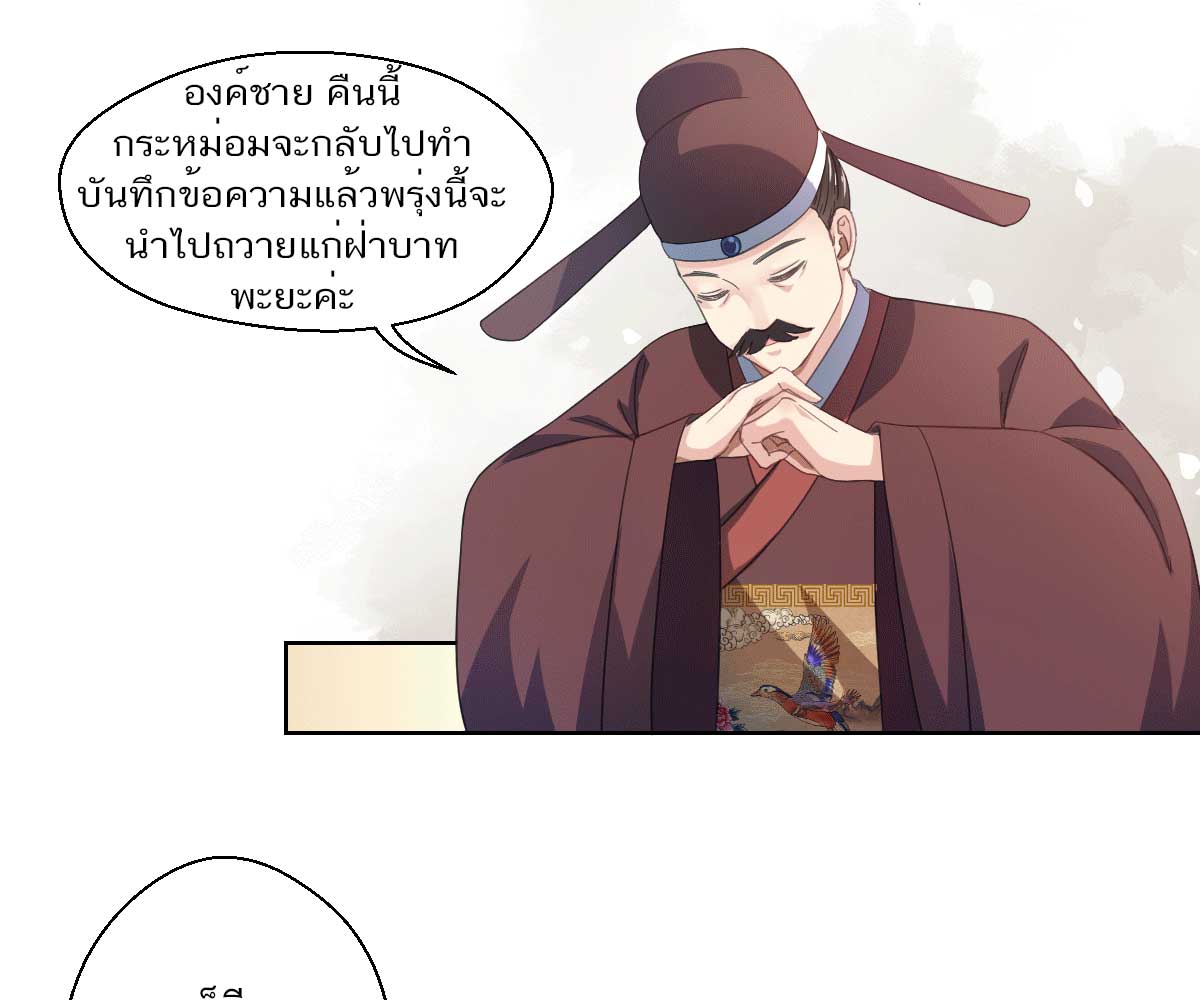 องค์ชาย คืนนี้
กระหม่อมจะกลับไปทำ
บันทึกข้อความแล้วพรุ่งนี้จะ
นำไปถวายแก่ฝ่าบาท
พะยะค่ะ